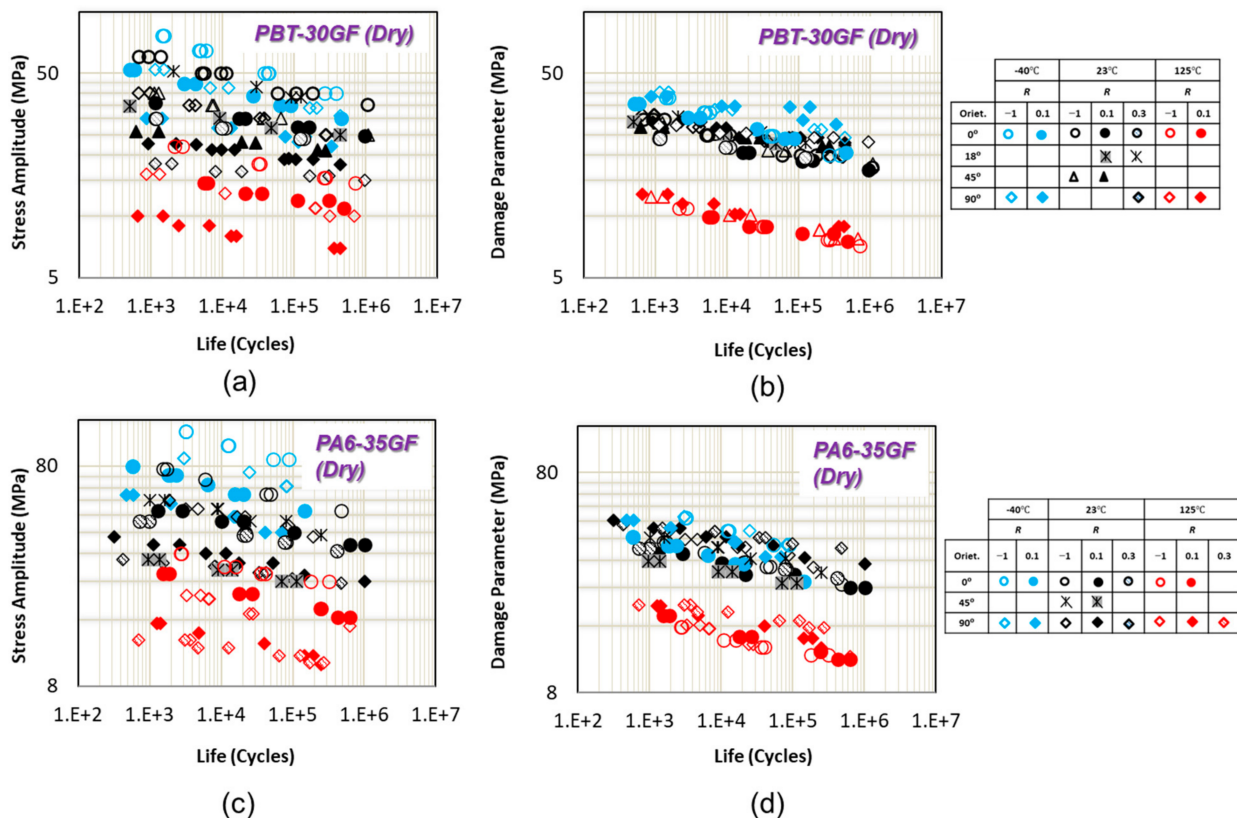 PBT-30GF (Dry)
Stress Amplitude (MPa)
50
5
1.E+2 1.E+3 1.E+4 1.E+5 1.E+6 1.E+7
Life (Cycles)
(a)
PBT-30GF (Dry)
Damage Parameter (MPa)
50
5
1.E+2 1.E+3 1.E+4 1.E+5 1.E+6 1.E+7
Life (Cycles)
(b)
-40°C 23°C 125°C
R R R
Oriet. −1 0.1 −1 0.1 0.3 −1 0.1
0°
18°
45°
90°
PA6-35GF
(Dry)
Stress Amplitude (MPa)
80
8
1.E+2 1.E+3 1.E+4 1.E+5 1.E+6 1.E+7
Life (Cycles)
(c)
PA6-35GF
(Dry)
Damage Parameter (MPa)
80
8
1.E+2 1.E+3 1.E+4 1.E+5 1.E+6 1.E+7
Life (Cycles)
(d)
-40°C 23°C 125°C
R R R
Oriet. −1 0.1 −1 0.1 0.3 −1 0.1 0.3
0°
45°
90°